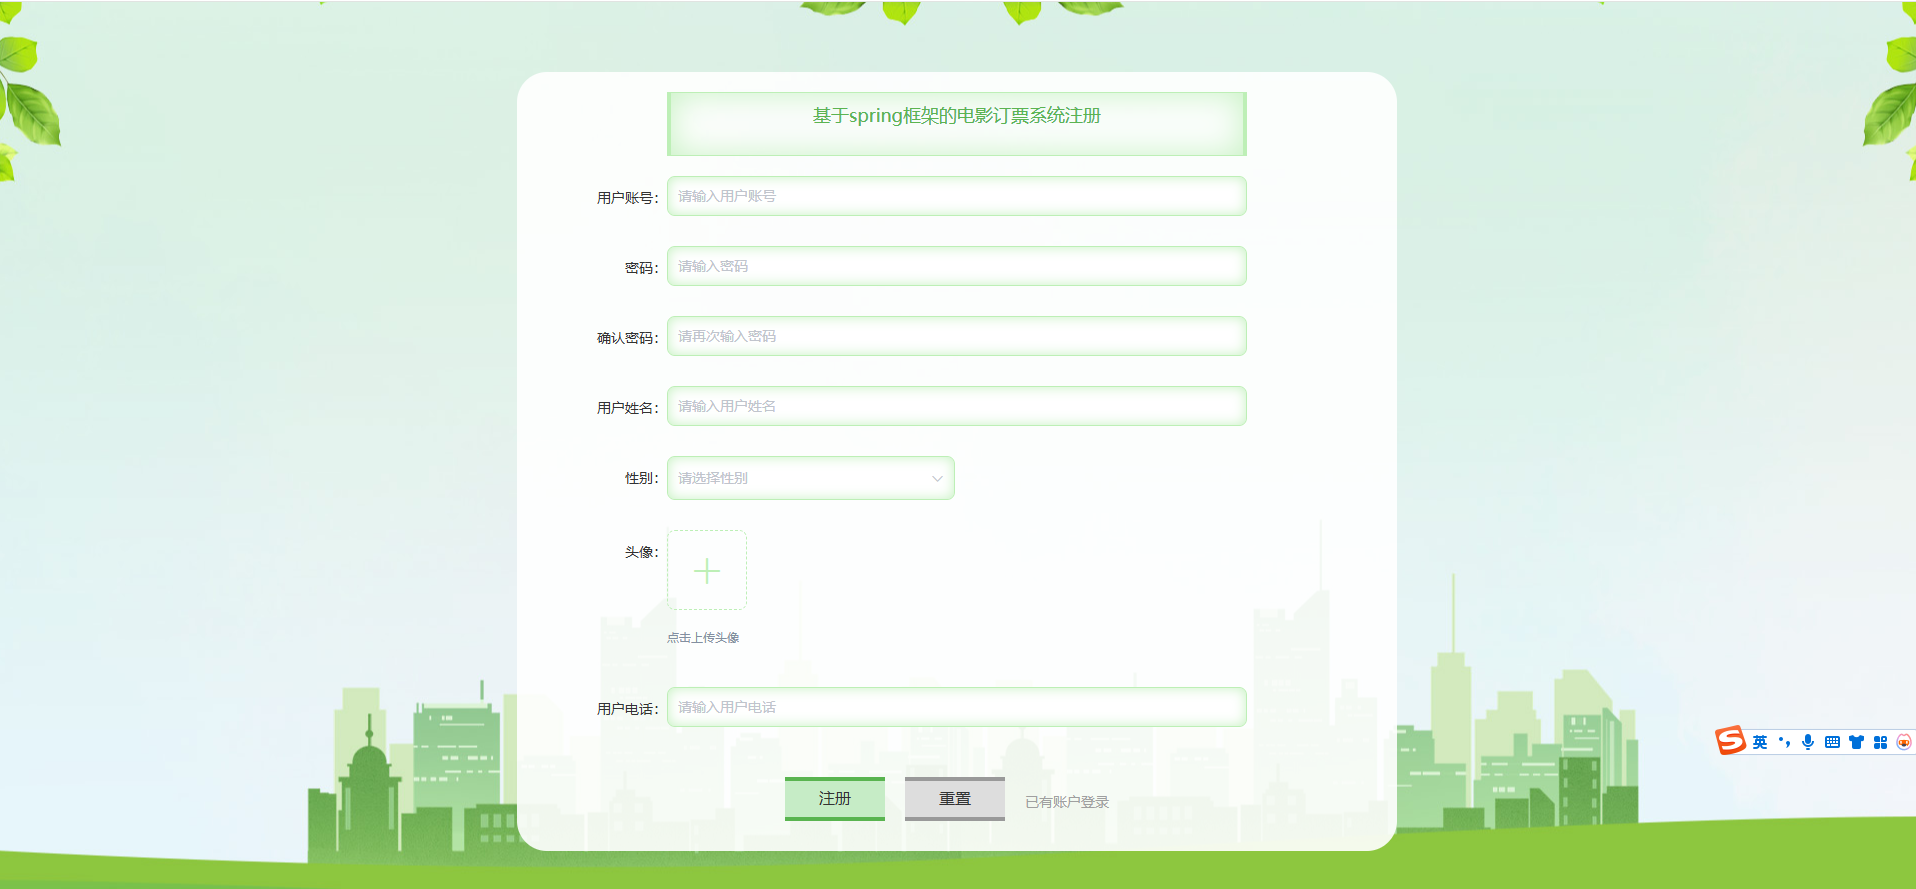 基于spring框架的电影订票系统注册
用户账号：
请输入用户账号
密码：
请输入密码
确认密码：
请再次输入密码
用户姓名：
请输入用户姓名
性别：
请选择性别
头像：
点击上传头像
用户电话：
请输入用户电话
注册
重置
已有账户登录
S 英